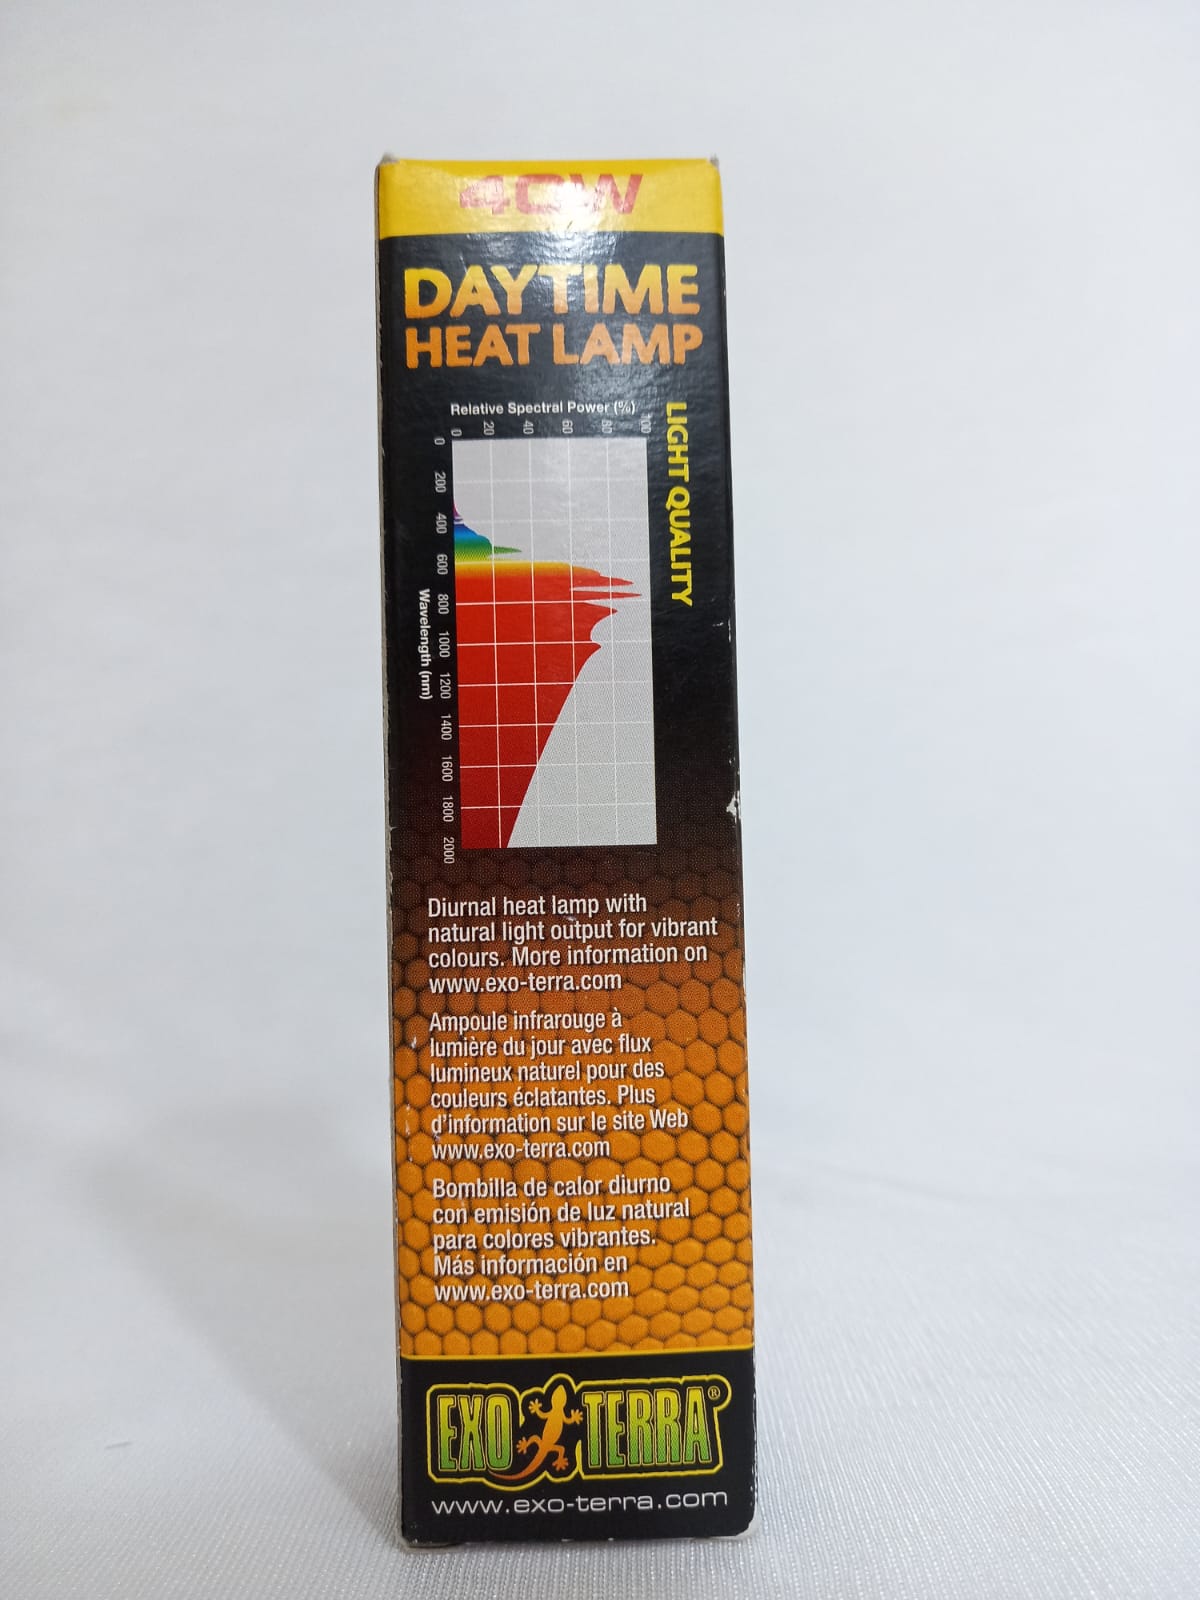 40W
DAYTIME
HEAT LAMP
LIGHT QUALITY
Relative Spectral Power (%)
0 20 40 60 80 100
0 200 400 600 800 1000 1200 1400 1600 1800 2000
Wavelength (nm)
Diurnal heat lamp with
natural light output for vibrant
colours. More information on
www.exo-terra.com
Ampoule infrarouge à
lumière du jour avec flux
lumineux naturel pour des
couleurs éclatantes. Plus
d'information sur le site Web
www.exo-terra.com
Bombilla de calor diurno
con emisión de luz natural
para colores vibrantes.
Más información en
www.exo-terra.com
EXO TERRA®
www.exo-terra.com